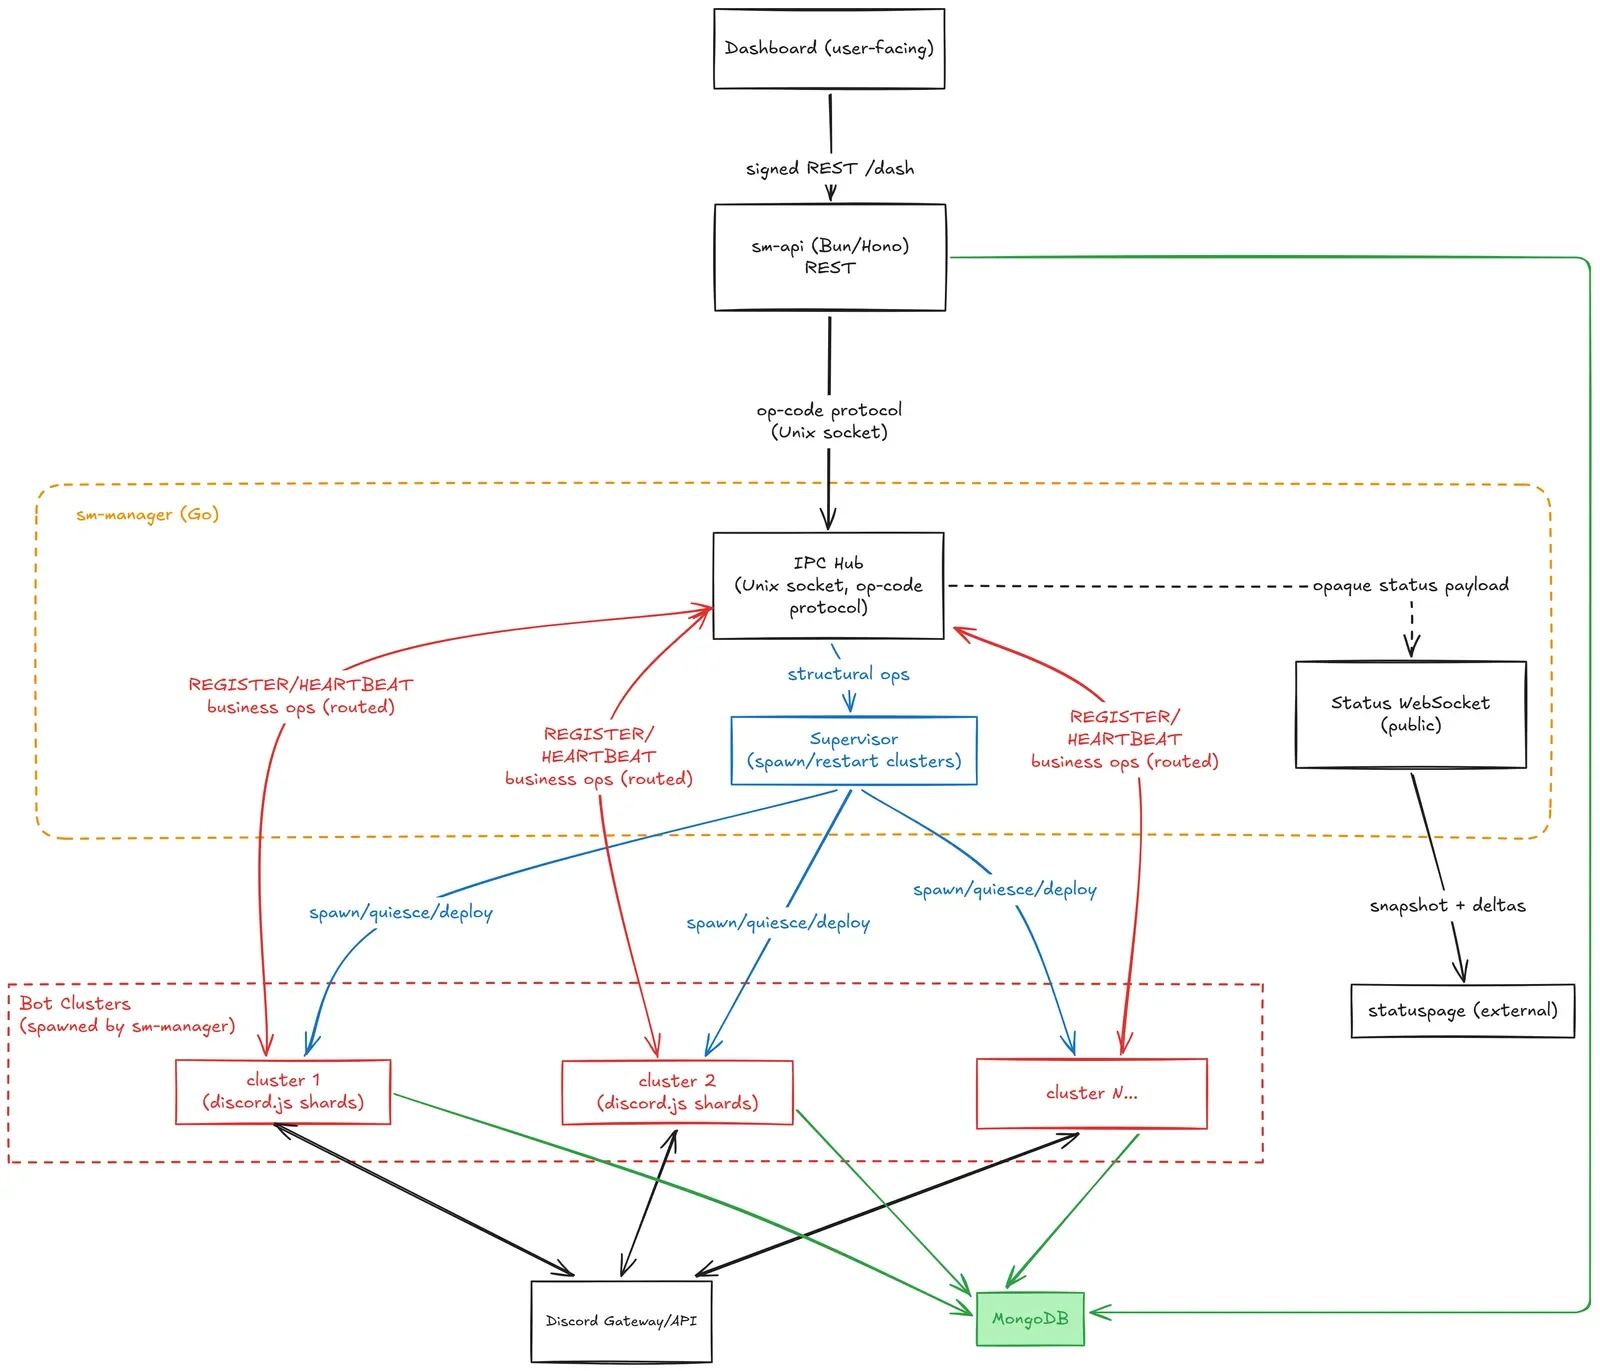 Dashboard (user-facing)
signed REST /dash
sm-api (Bun/Hono)
REST
op-code protocol
(Unix socket)
sm-manager (Go)
IPC Hub
(Unix socket, op-code
protocol)
opaque status payload
REGISTER/HEARTBEAT
business ops (routed)
REGISTER/
HEARTBEAT
business ops (routed)
structural ops
Supervisor
(spawn/restart clusters)
REGISTER/
HEARTBEAT
business ops (routed)
Status WebSocket
(public)
spawn/quiesce/deploy
spawn/quiesce/deploy
spawn/quiesce/deploy
snapshot + deltas
statuspage (external)
Bot Clusters
(spawned by sm-manager)
cluster 1
(discord.js shards)
cluster 2
(discord.js shards)
cluster N...
Discord Gateway/API
MongoDB